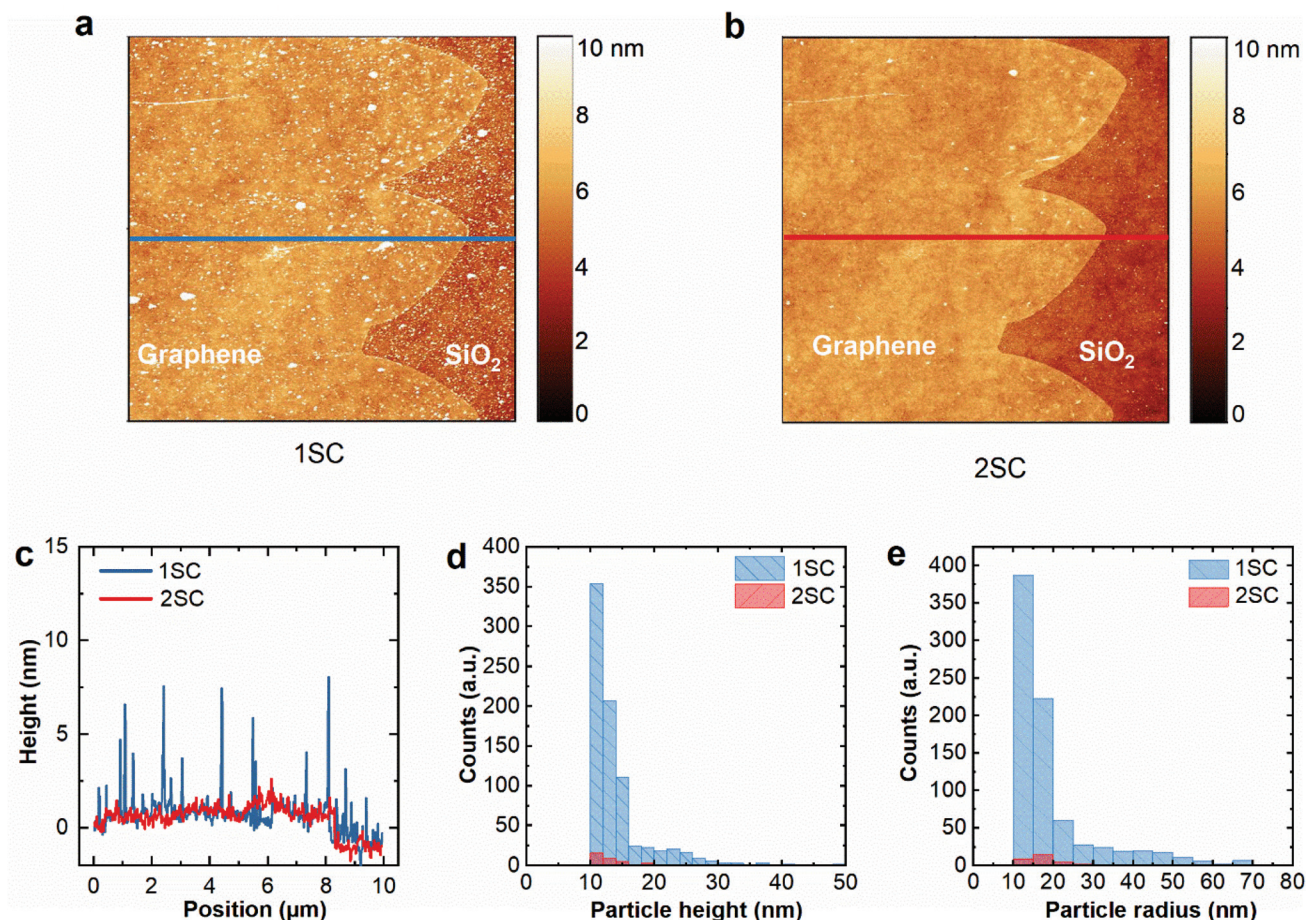 a
10 nm
8
6
4
2
0
Graphene
SiO₂
1SC
b
10 nm
8
6
4
2
0
Graphene
SiO₂
2SC
c
15
10
5
0
Height (nm)
1SC
2SC
0 2 4 6 8 10
Position (µm)
d
400
350
300
250
200
150
100
50
0
Counts (a.u.)
1SC
2SC
0 10 20 30 40 50
Particle height (nm)
e
400
350
300
250
200
150
100
50
0
Counts (a.u.)
1SC
2SC
0 10 20 30 40 50 60 70 80
Particle radius (nm)